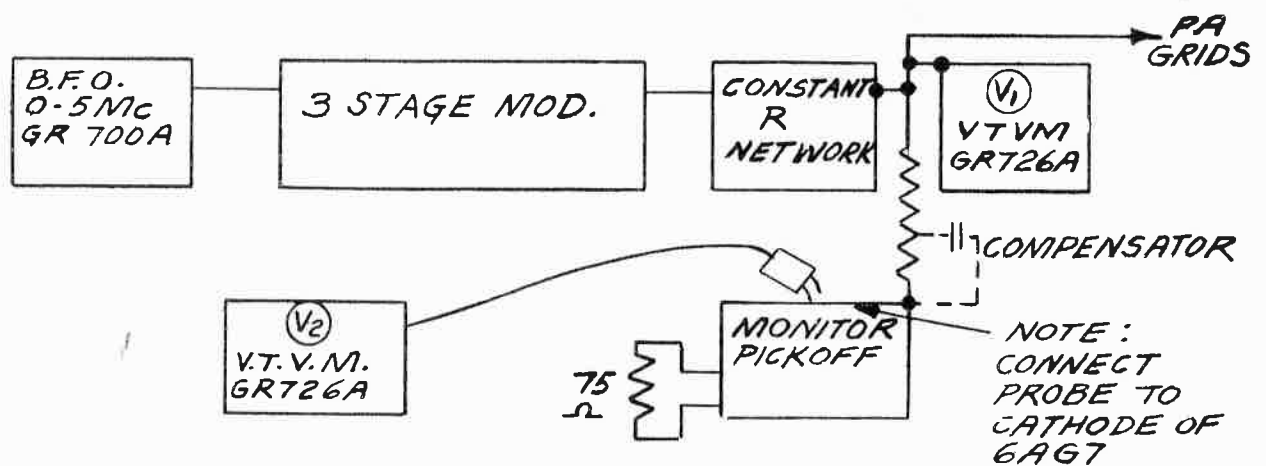 PA
GRIDS
B.F.O.
0-5MC
GR 700A
3 STAGE MOD.
CONSTANT
R
NETWORK
V1
VTVM
GR726A
COMPENSATOR
V2
V.T.V.M.
GR726A
75
Ω
MONITOR
PICKOFF
NOTE:
CONNECT
PROBE TO
CATHODE OF
6AG7